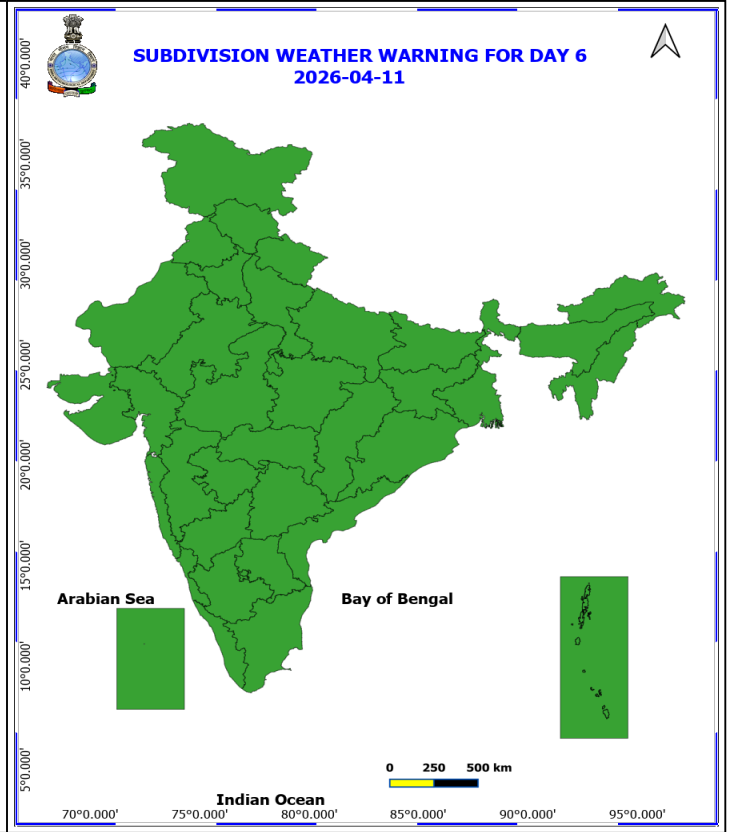 SUBDIVISION WEATHER WARNING FOR DAY 6
2026-04-11
40°0.000'
35°0.000'
30°0.000'
25°0.000'
20°0.000'
15°0.000'
10°0.000'
5°0.000'
Arabian Sea
Bay of Bengal
0 250 500 km
Indian Ocean
70°0.000' 75°0.000' 80°0.000' 85°0.000' 90°0.000' 95°0.000'